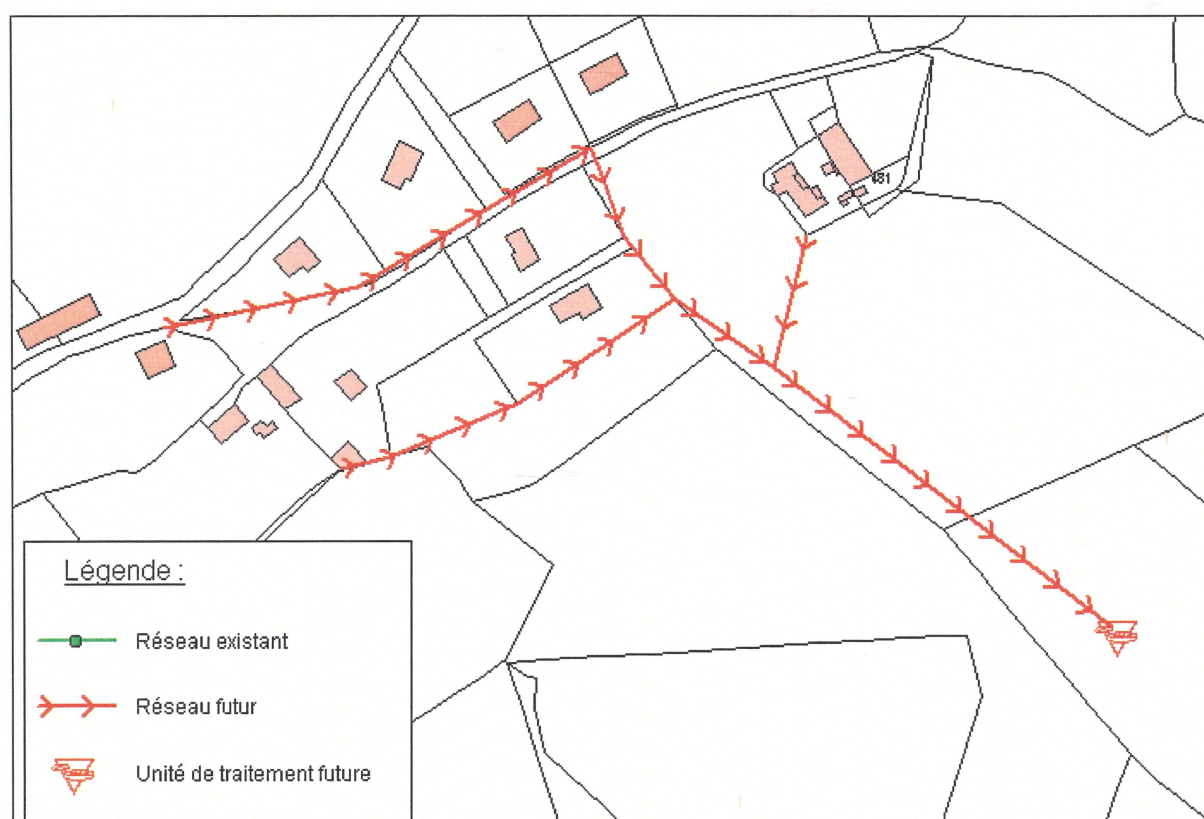 481
Légende :
Réseau existant
Réseau futur
Unité de traitement future